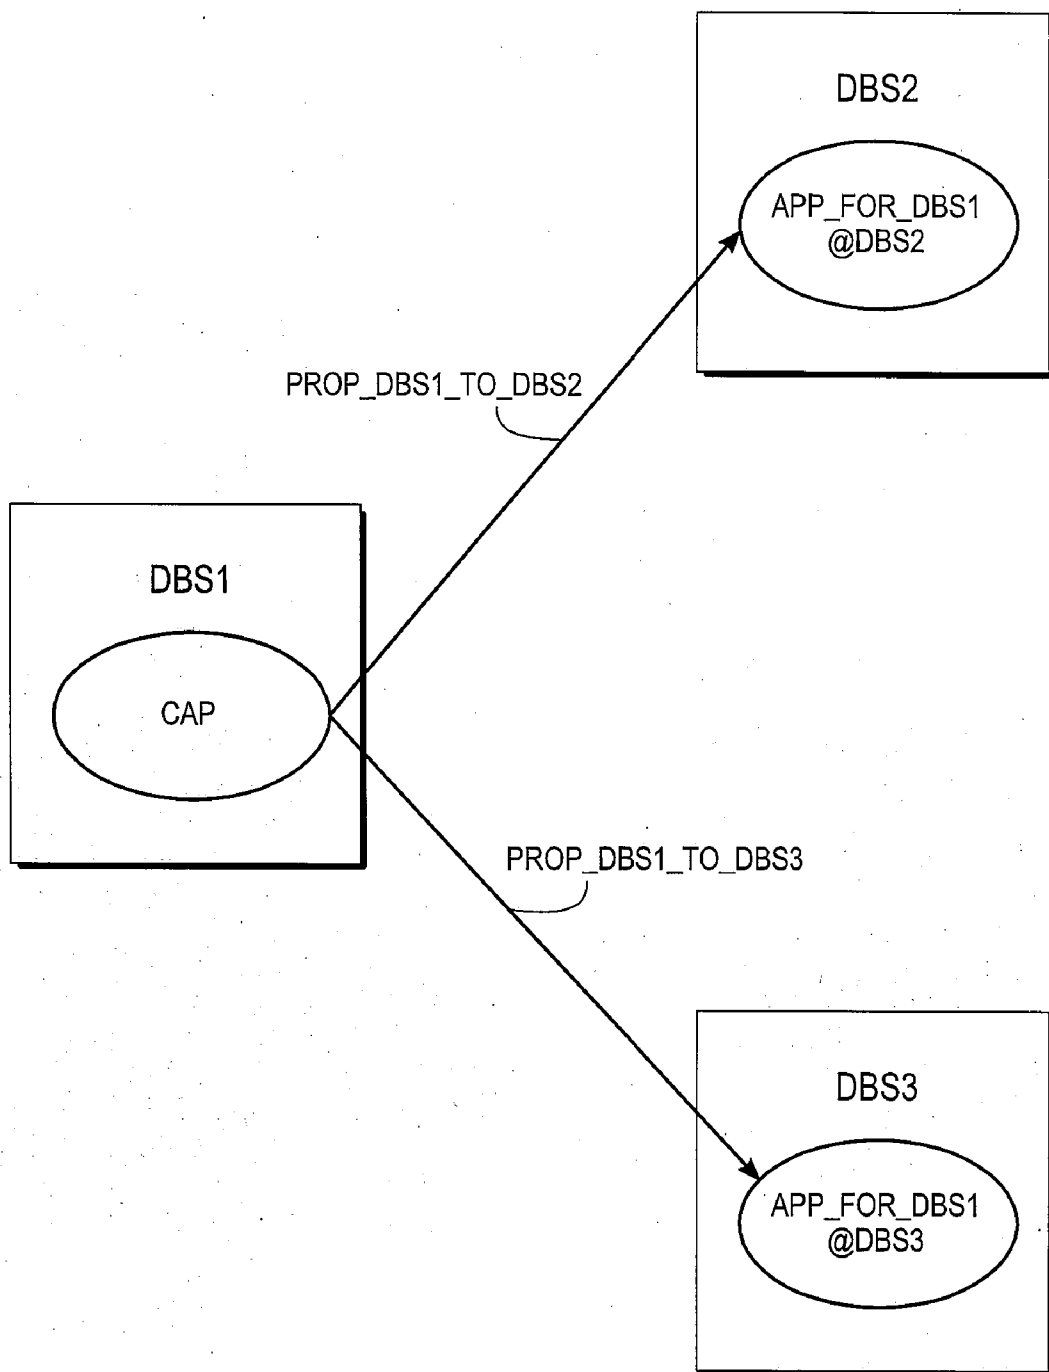 DBS2
APP_FOR_DBS1
@DBS2
PROP_DBS1_TO_DBS2
DBS1
CAP
PROP_DBS1_TO_DBS3
DBS3
APP_FOR_DBS1
@DBS3